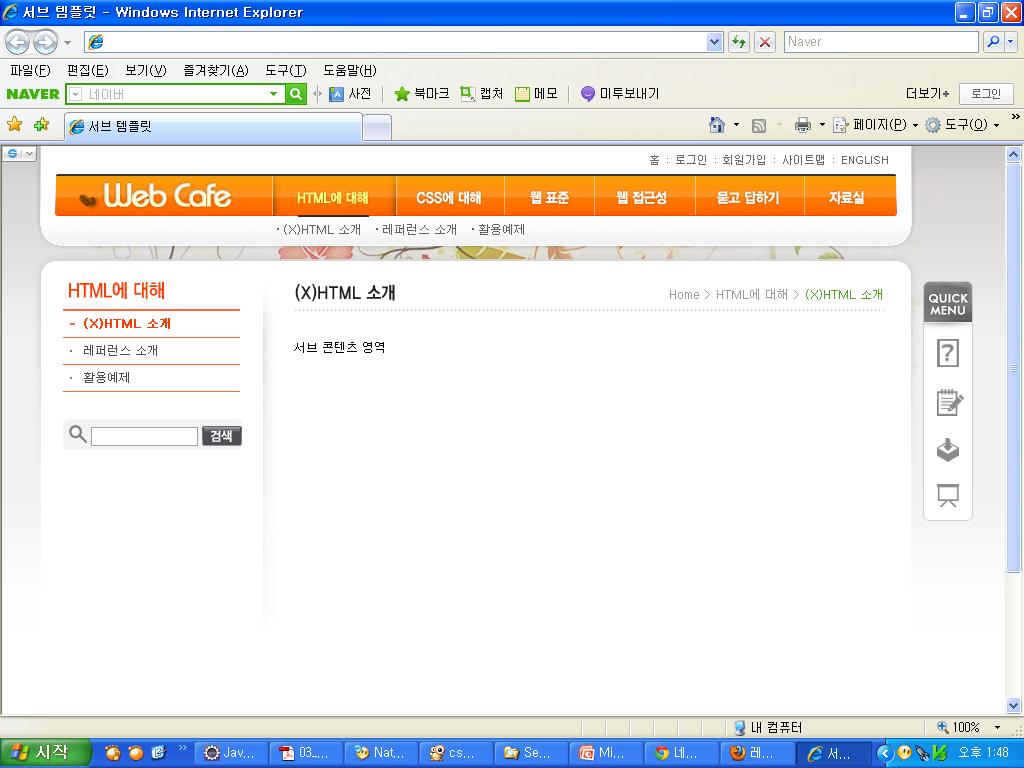 서브 템플릿 - Windows Internet Explorer
Naver
파일(F) 편집(E) 보기(V) 즐겨찾기(A) 도구(T) 도움말(H)
NAVER 네이버 사전 북마크 캡처 메모 미투보내기 더보기+ 로그인
서브 템플릿 페이지(P) 도구(O) »
홈 : 로그인 : 회원가입 : 사이트맵 : ENGLISH
Web Cafe HTML에 대해 CSS에 대해 웹 표준 웹 접근성 묻고 답하기 자료실
· (X)HTML 소개 · 레퍼런스 소개 · 활용예제
HTML에 대해
- (X)HTML 소개
· 레퍼런스 소개
· 활용예제
검색
(X)HTML 소개
Home > HTML에 대해 > (X)HTML 소개
서브 콘텐츠 영역
QUICK
MENU
내 컴퓨터 100%
시작 » Jav... 03_... Nat... cs... Se... Mi... 네... 레... 서... 오후 1:48